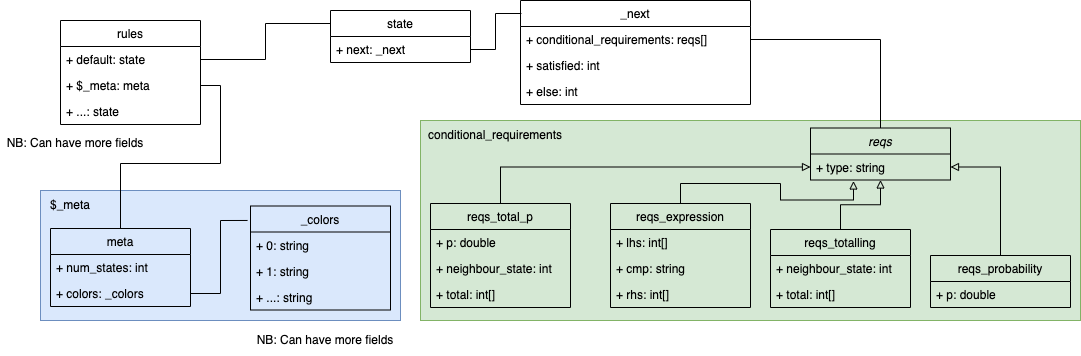 rules
+ default: state
+ $_meta: meta
+ ...: state
NB: Can have more fields
state
+ next: _next
_next
+ conditional_requirements: reqs[]
+ satisfied: int
+ else: int
$_meta
meta
+ num_states: int
+ colors: _colors
_colors
+ 0: string
+ 1: string
+ ...: string
NB: Can have more fields
conditional_requirements
reqs
+ type: string
reqs_total_p
+ p: double
+ neighbour_state: int
+ total: int[]
reqs_expression
+ lhs: int[]
+ cmp: string
+ rhs: int[]
reqs_totalling
+ neighbour_state: int
+ total: int[]
reqs_probability
+ p: double